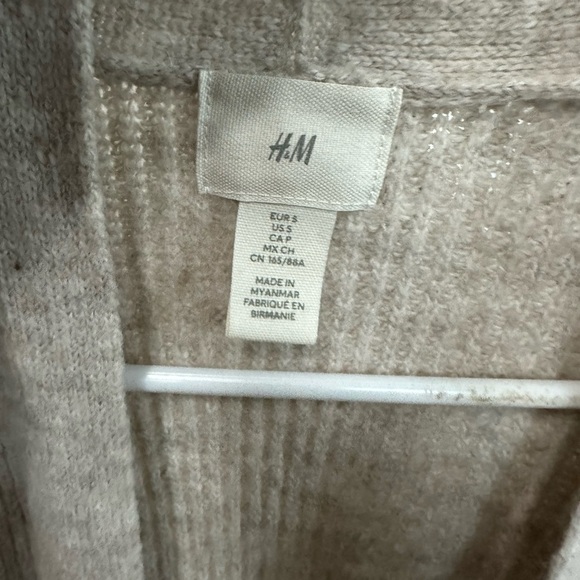 H&M
EUR S
US S
CA P
MX CH
CN 165/88A
MADE IN
MYANMAR
FABRIQUÉ EN
BIRMANIE